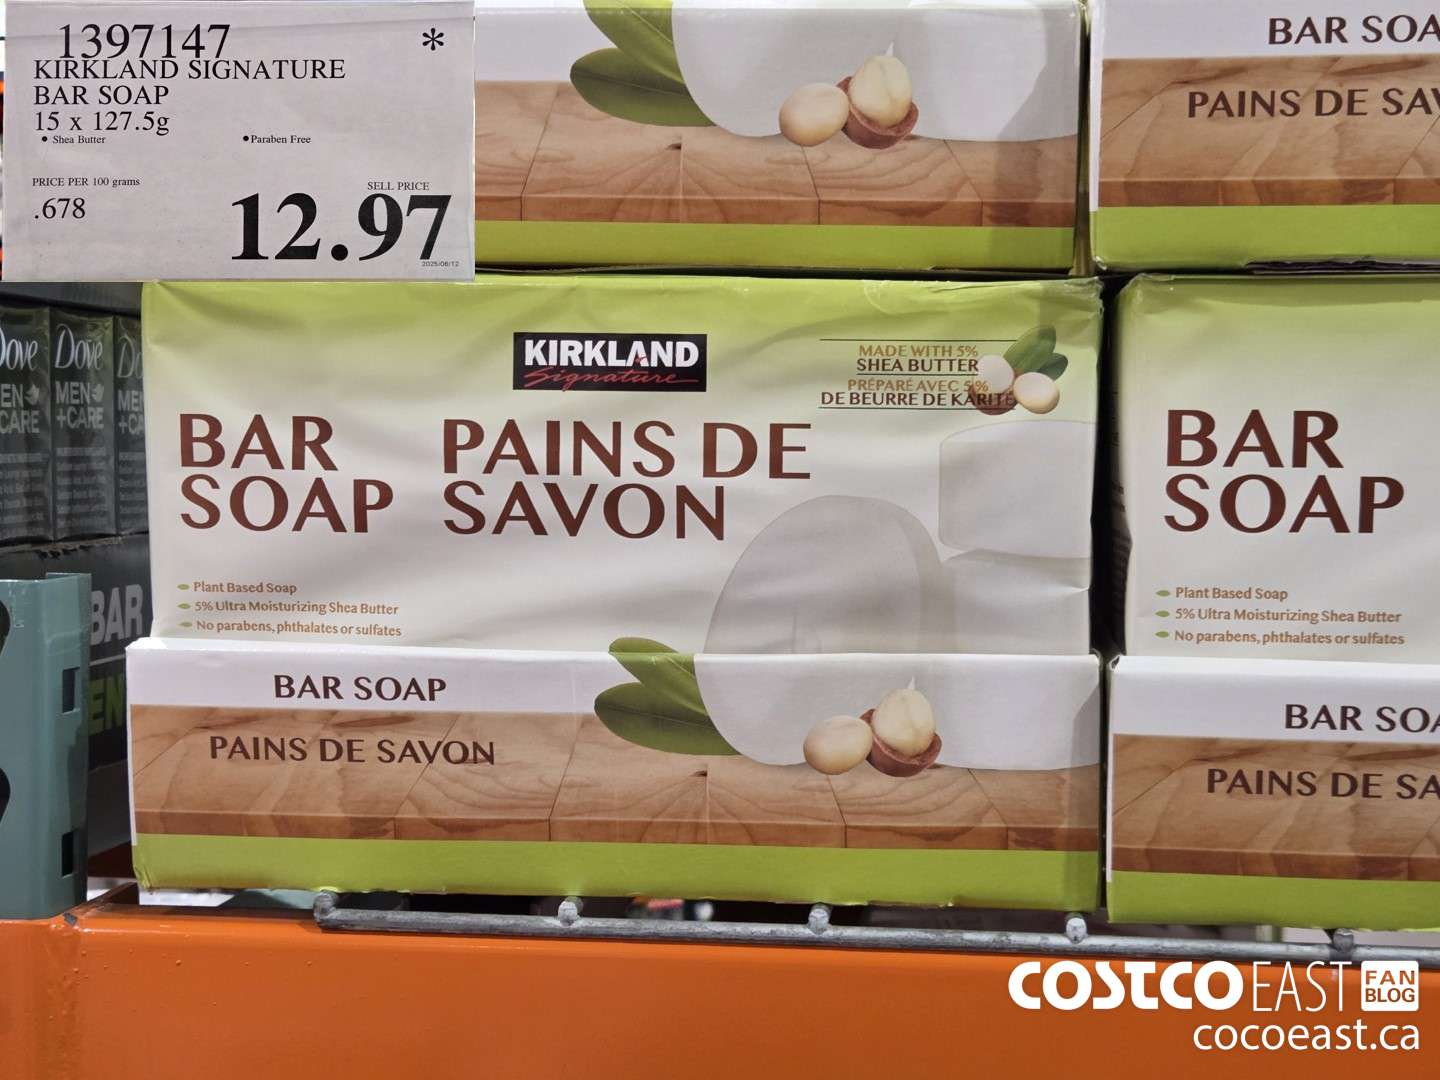 1397147 *
KIRKLAND SIGNATURE
BAR SOAP
15 x 127.5g
• Shea Butter •Paraben Free
PRICE PER 100 grams
SELL PRICE
.678
12.97
2025/06/12
BAR SOA
PAINS DE SAV
Dove
MEN
+CARE
Dove
MEN
+CARE
BAR
KIRKLAND
Signature
MADE WITH 5%
SHEA BUTTER
PRÉPARÉ AVEC 5 %
DE BEURRE DE KARITÉ
BAR
SOAP
PAINS DE
SAVON
Plant Based Soap
5% Ultra Moisturizing Shea Butter
No parabens, phthalates or sulfates
BAR SOAP
PAINS DE SAVON
BAR
SOAP
Plant Based Soap
5% Ultra Moisturizing Shea Butter
No parabens, phthalates or sulfates
BAR SOA
PAINS DE SA
COSTCO EAST FAN BLOG
cocoeast.ca